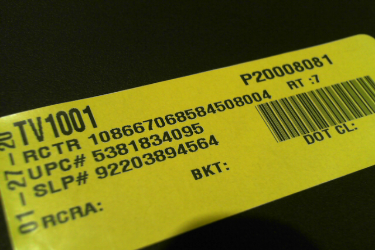 P20008081
TV1001 RT :7
RCTR 108667068584508004
UPC# 5381834095
SLP# 92203894564
DOT CL:
BKT:
RCRA:
01-27-20